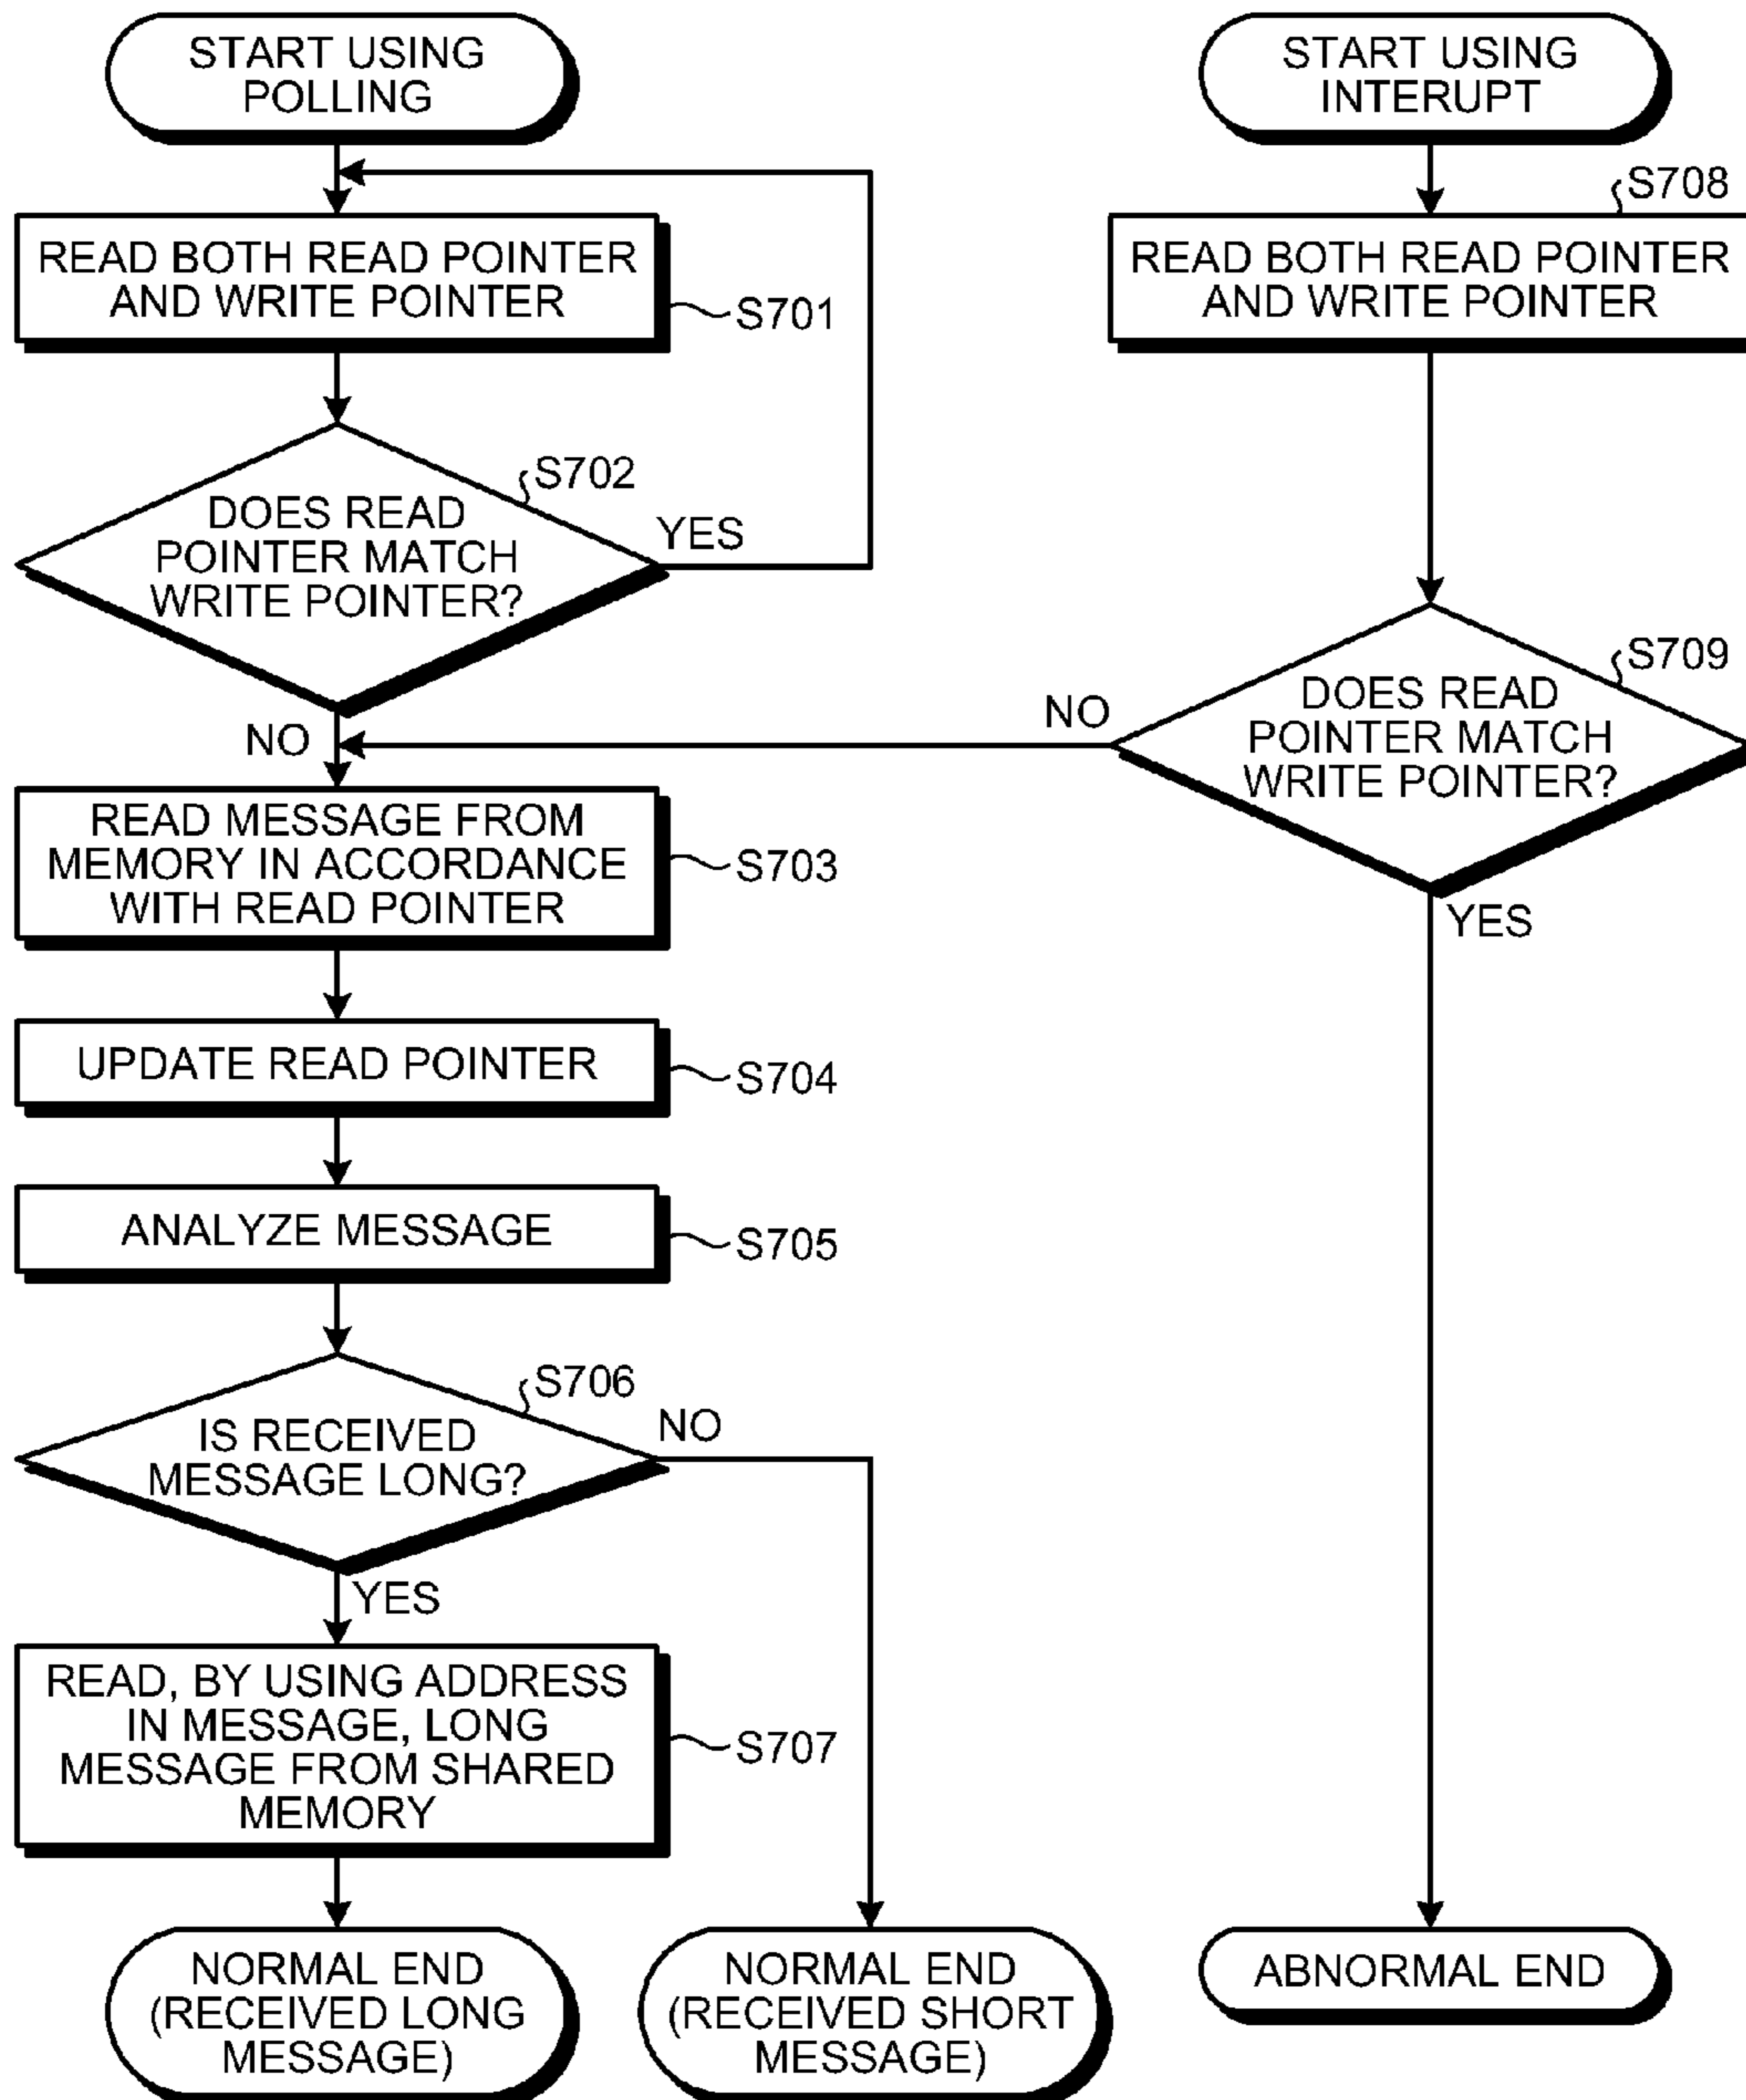 START USING
POLLING
READ BOTH READ POINTER
AND WRITE POINTER
S701
S702
DOES READ
POINTER MATCH
WRITE POINTER?
YES
NO
READ MESSAGE FROM
MEMORY IN ACCORDANCE
WITH READ POINTER
S703
UPDATE READ POINTER
S704
ANALYZE MESSAGE
S705
S706
IS RECEIVED
MESSAGE LONG?
NO
YES
READ, BY USING ADDRESS
IN MESSAGE, LONG
MESSAGE FROM SHARED
MEMORY
S707
NORMAL END
(RECEIVED LONG
MESSAGE)
NORMAL END
(RECEIVED SHORT
MESSAGE)
START USING
INTERUPT
S708
READ BOTH READ POINTER
AND WRITE POINTER
S709
DOES READ
POINTER MATCH
WRITE POINTER?
NO
YES
ABNORMAL END